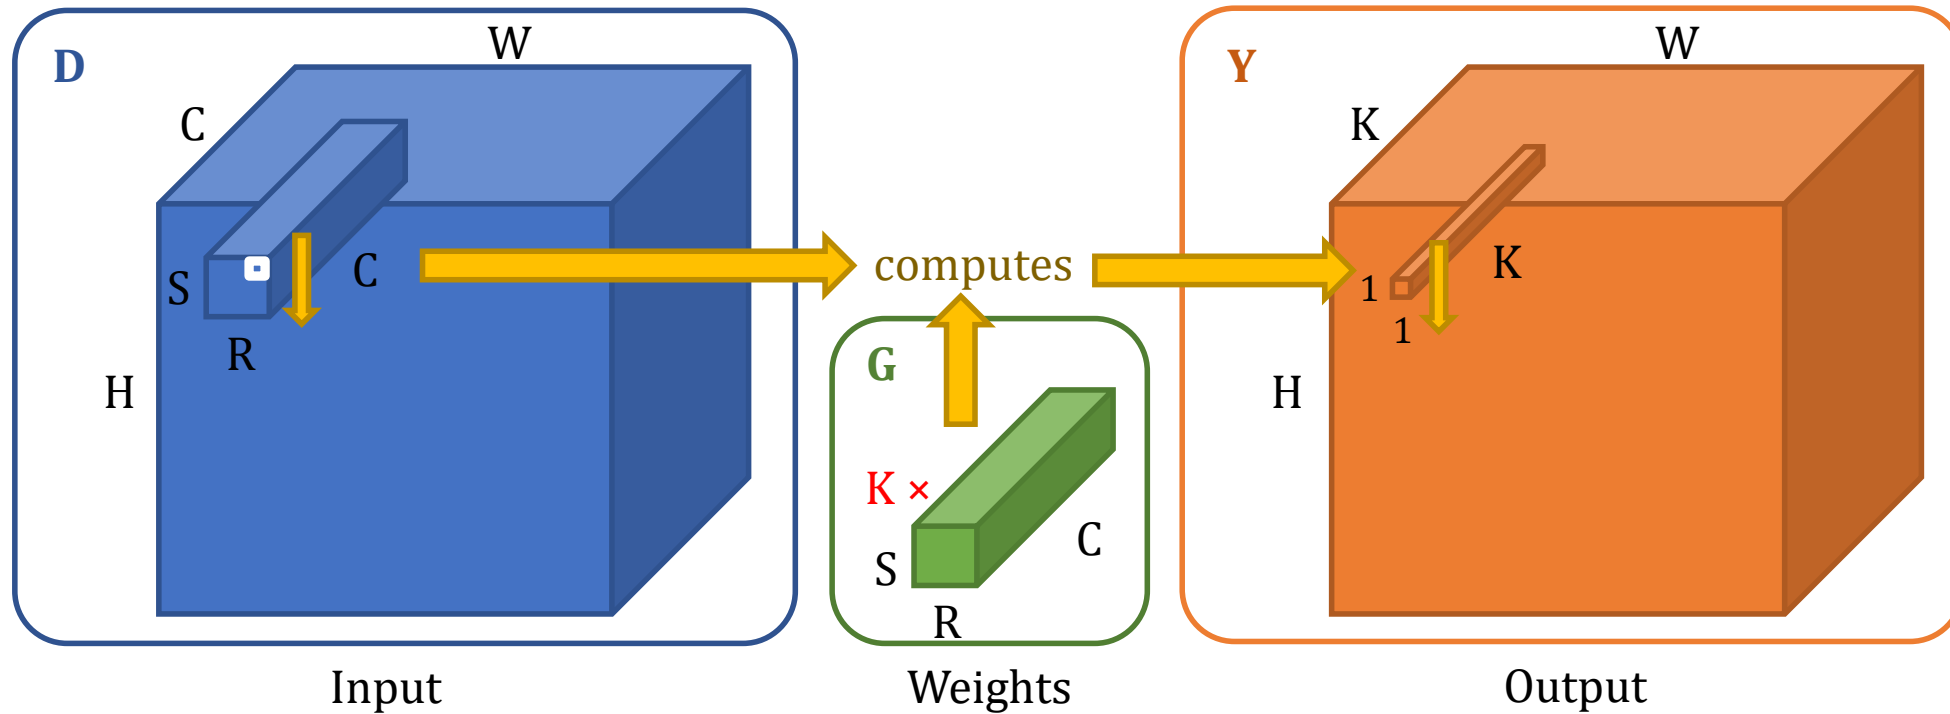 D
W
C
S
C
R
H
Input
computes
G
K ×
S
C
R
Weights
Y
W
K
K
1
1
H
Output